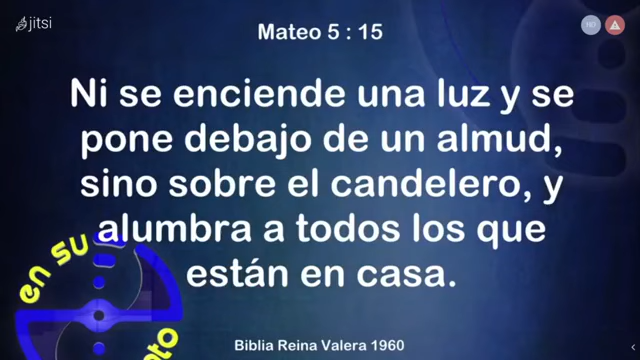 jitsi
HD
Mateo 5 : 15
Ni se enciende una luz y se
pone debajo de un almud,
sino sobre el candelero, y
alumbra a todos los que
están en casa.
en su
Biblia Reina Valera 1960